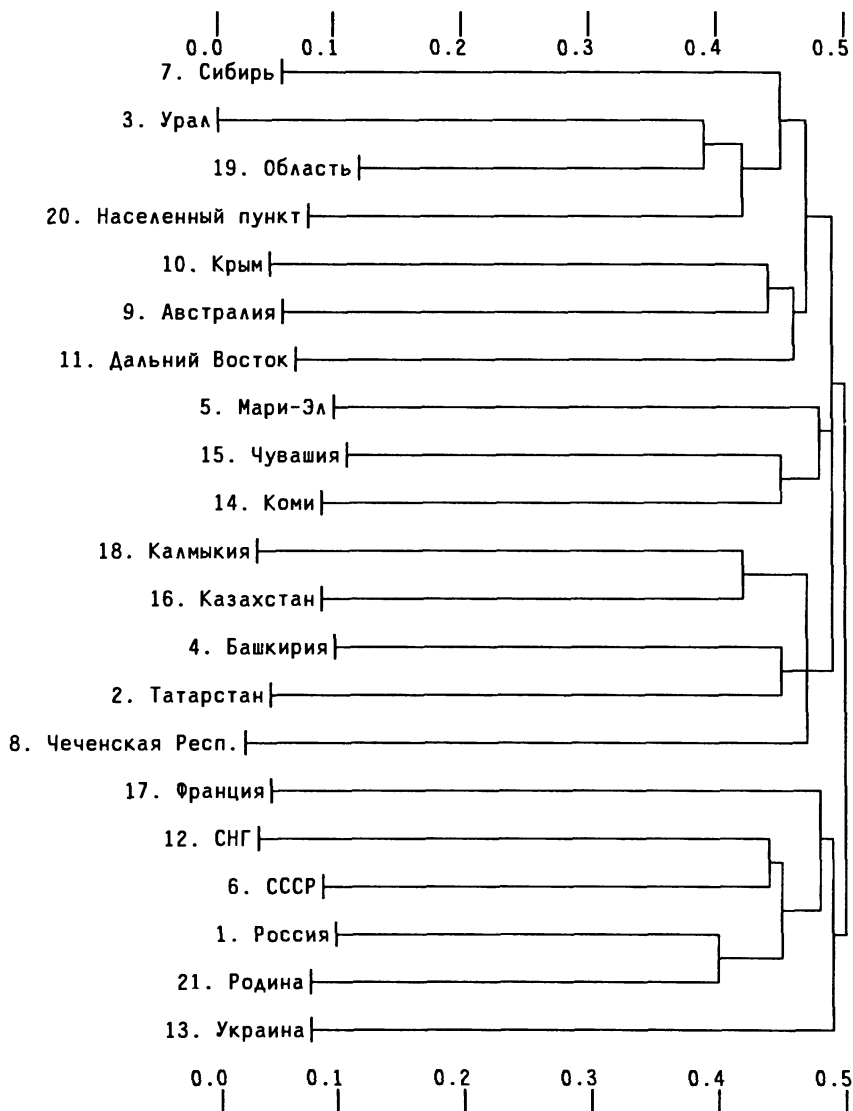 0.0 0.1 0.2 0.3 0.4 0.5
7. Сибирь
3. Урал
19. Область
20. Населенный пункт
10. Крым
9. Австралия
11. Дальний Восток
5. Мари-Эл
15. Чувашия
14. Коми
18. Калмыкия
16. Казахстан
4. Башкирия
2. Татарстан
8. Чеченская Респ.
17. Франция
12. СНГ
6. СССР
1. Россия
21. Родина
13. Украина
0.0 0.1 0.2 0.3 0.4 0.5